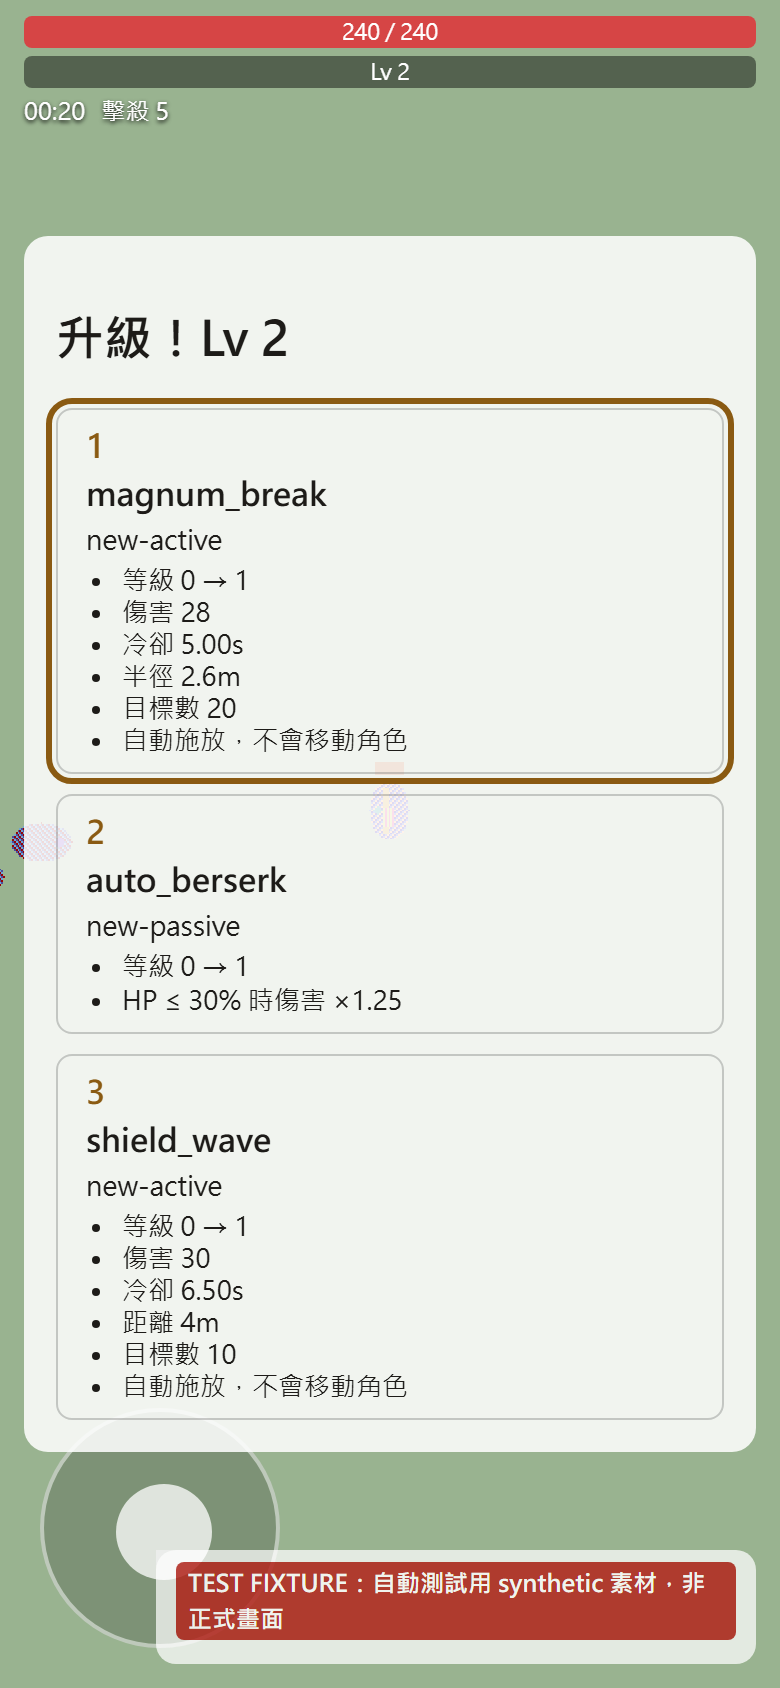 240 / 240
Lv 2
00:20 擊殺 5
升級！Lv 2
1
magnum_break
new-active
• 等級 0 → 1
• 傷害 28
• 冷卻 5.00s
• 半徑 2.6m
• 目標數 20
• 自動施放，不會移動角色
2
auto_berserk
new-passive
• 等級 0 → 1
• HP ≤ 30% 時傷害 ×1.25
3
shield_wave
new-active
• 等級 0 → 1
• 傷害 30
• 冷卻 6.50s
• 距離 4m
• 目標數 10
• 自動施放，不會移動角色
TEST FIXTURE：自動測試用 synthetic 素材，非
正式畫面